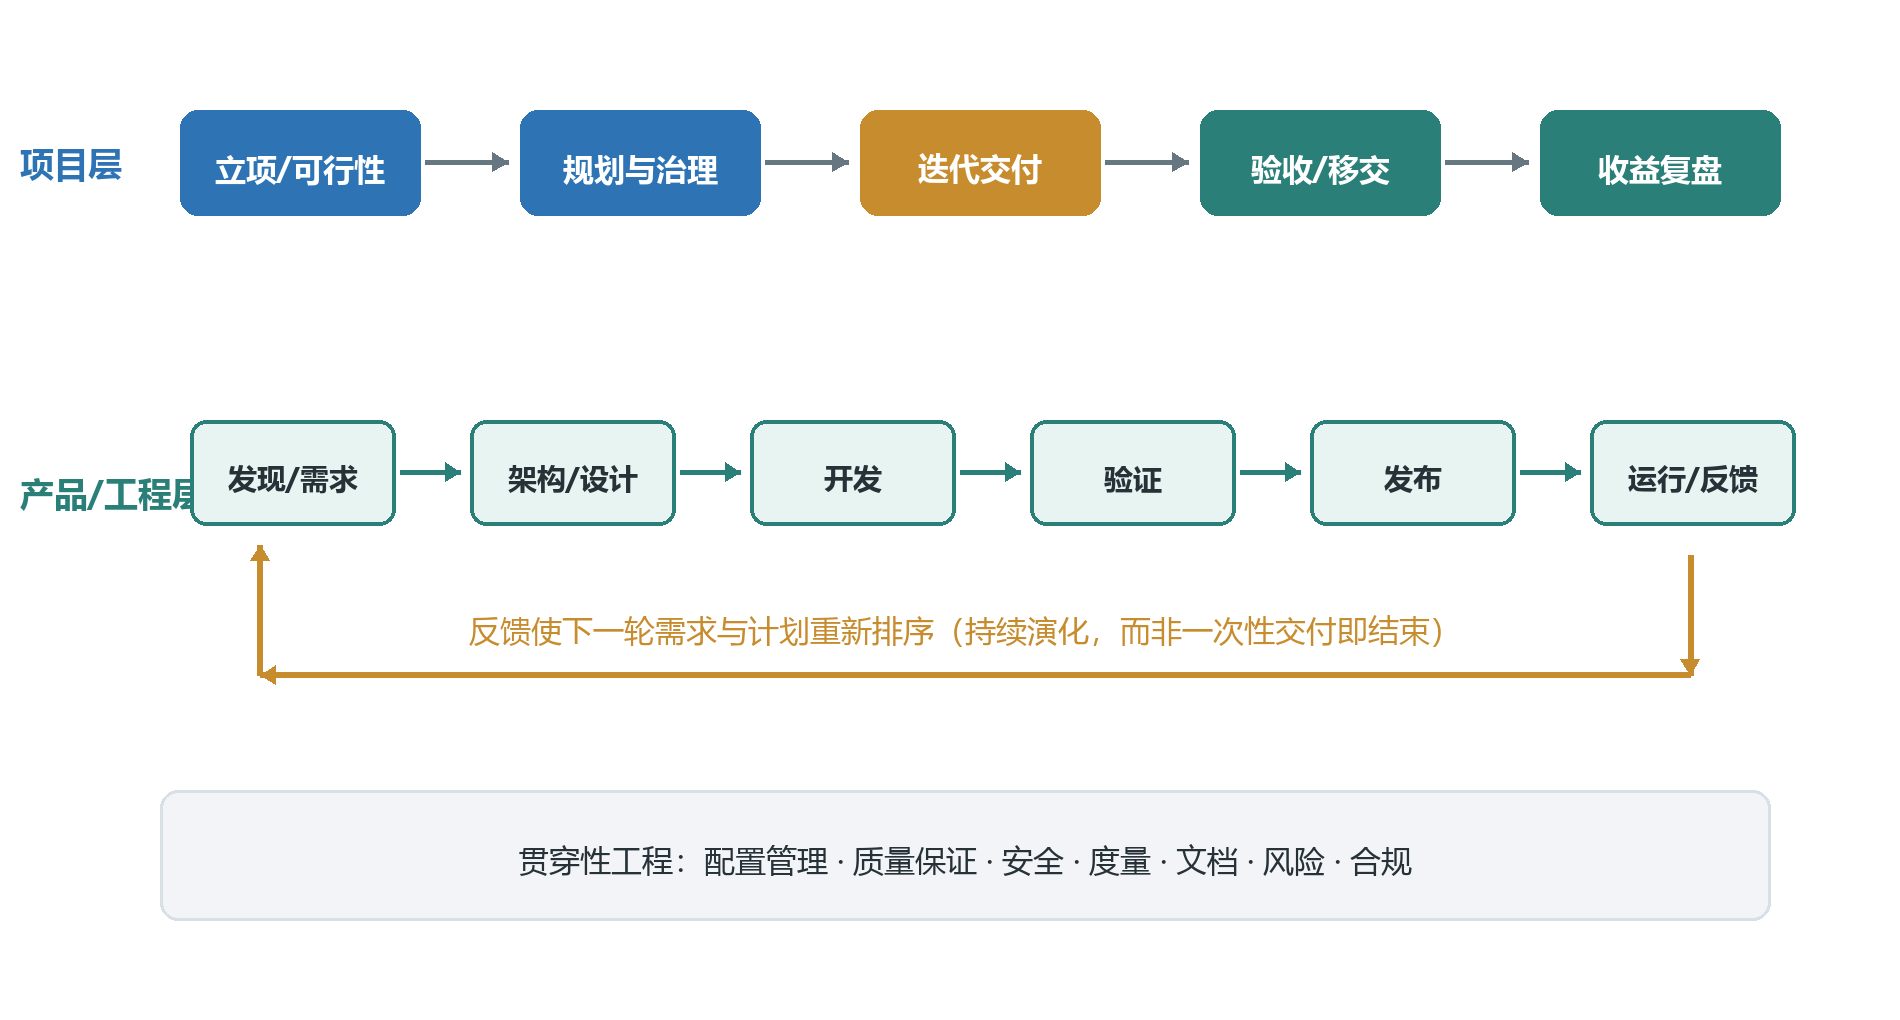 项目层
立项/可行性
规划与治理
迭代交付
验收/移交
收益复盘
产品/工程层
发现/需求
架构/设计
开发
验证
发布
运行/反馈
反馈使下一轮需求与计划重新排序（持续演化，而非一次性交付即结束）
贯穿性工程：配置管理 · 质量保证 · 安全 · 度量 · 文档 · 风险 · 合规